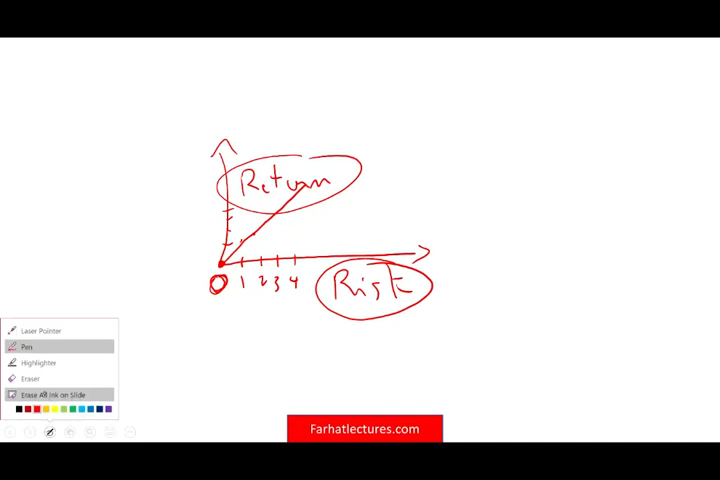 Return
0 1 2 3 4
Risk
Laser Pointer
Pen
Highlighter
Eraser
Erase All Ink on Slide
Farhatlectures.com